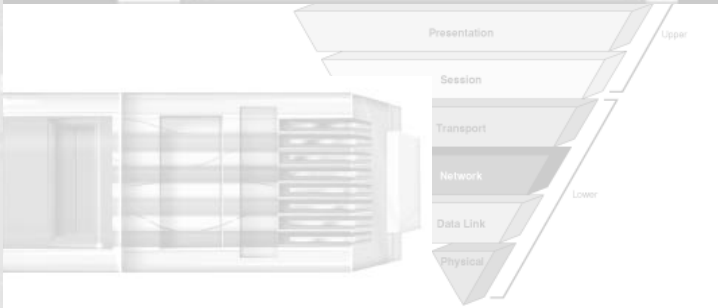 Presentation
Upper
Session
Transport
Network
Lower
Data Link
Physical